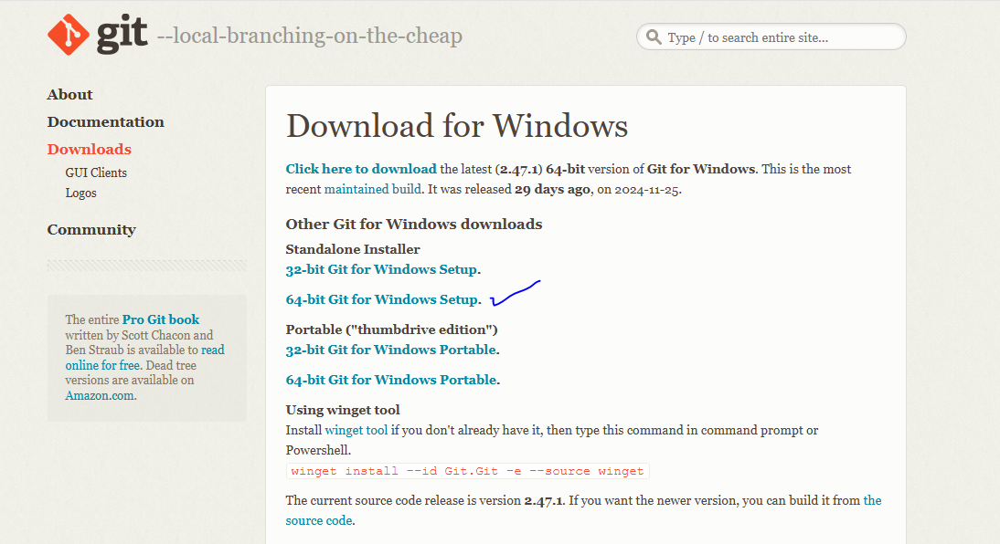 git --local-branching-on-the-cheap
Type / to search entire site...
About
Documentation
Downloads
GUI Clients
Logos
Community
The entire Pro Git book
written by Scott Chacon and
Ben Straub is available to read
online for free. Dead tree
versions are available on
Amazon.com.
Download for Windows
Click here to download the latest (2.47.1) 64-bit version of Git for Windows. This is the most
recent maintained build. It was released 29 days ago, on 2024-11-25.
Other Git for Windows downloads
Standalone Installer
32-bit Git for Windows Setup.
64-bit Git for Windows Setup.
Portable ("thumbdrive edition")
32-bit Git for Windows Portable.
64-bit Git for Windows Portable.
Using winget tool
Install winget tool if you don't already have it, then type this command in command prompt or
Powershell.
winget install --id Git.Git -e --source winget
The current source code release is version 2.47.1. If you want the newer version, you can build it from the
source code.